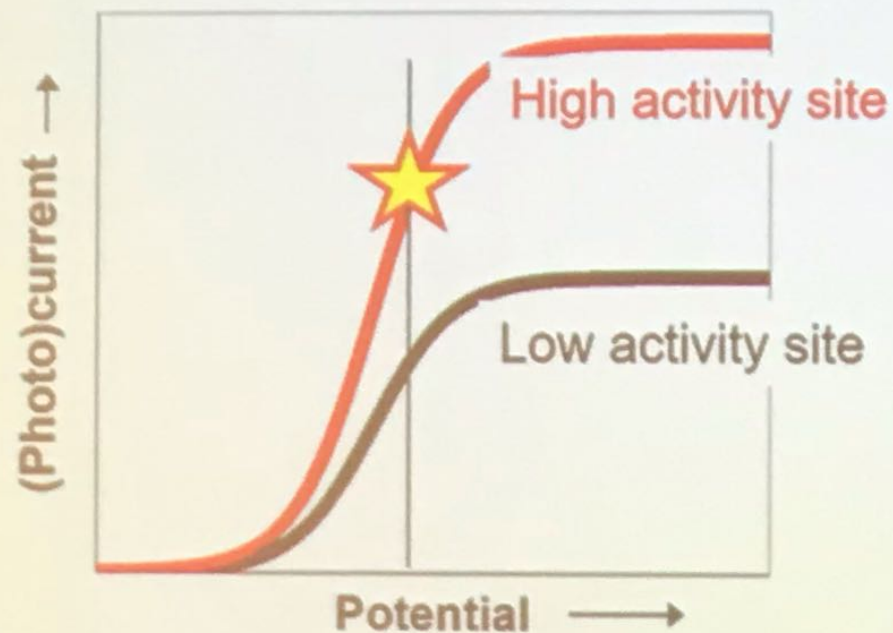 (Photo)current
High activity site
Low activity site
Potential